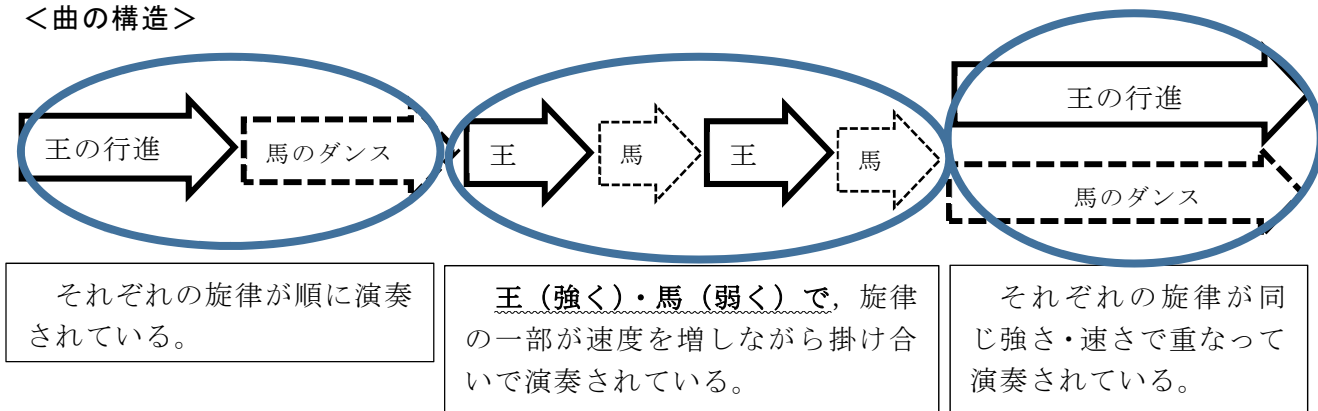 ＜曲の構造＞
王の行進
馬のダンス
王
馬
王
馬
王の行進
馬のダンス
それぞれの旋律が順に演奏
されている。
王（強く）・馬（弱く）で，旋律
の一部が速度を増しながら掛け合
いで演奏されている。
それぞれの旋律が同
じ強さ・速さで重なって
演奏されている。